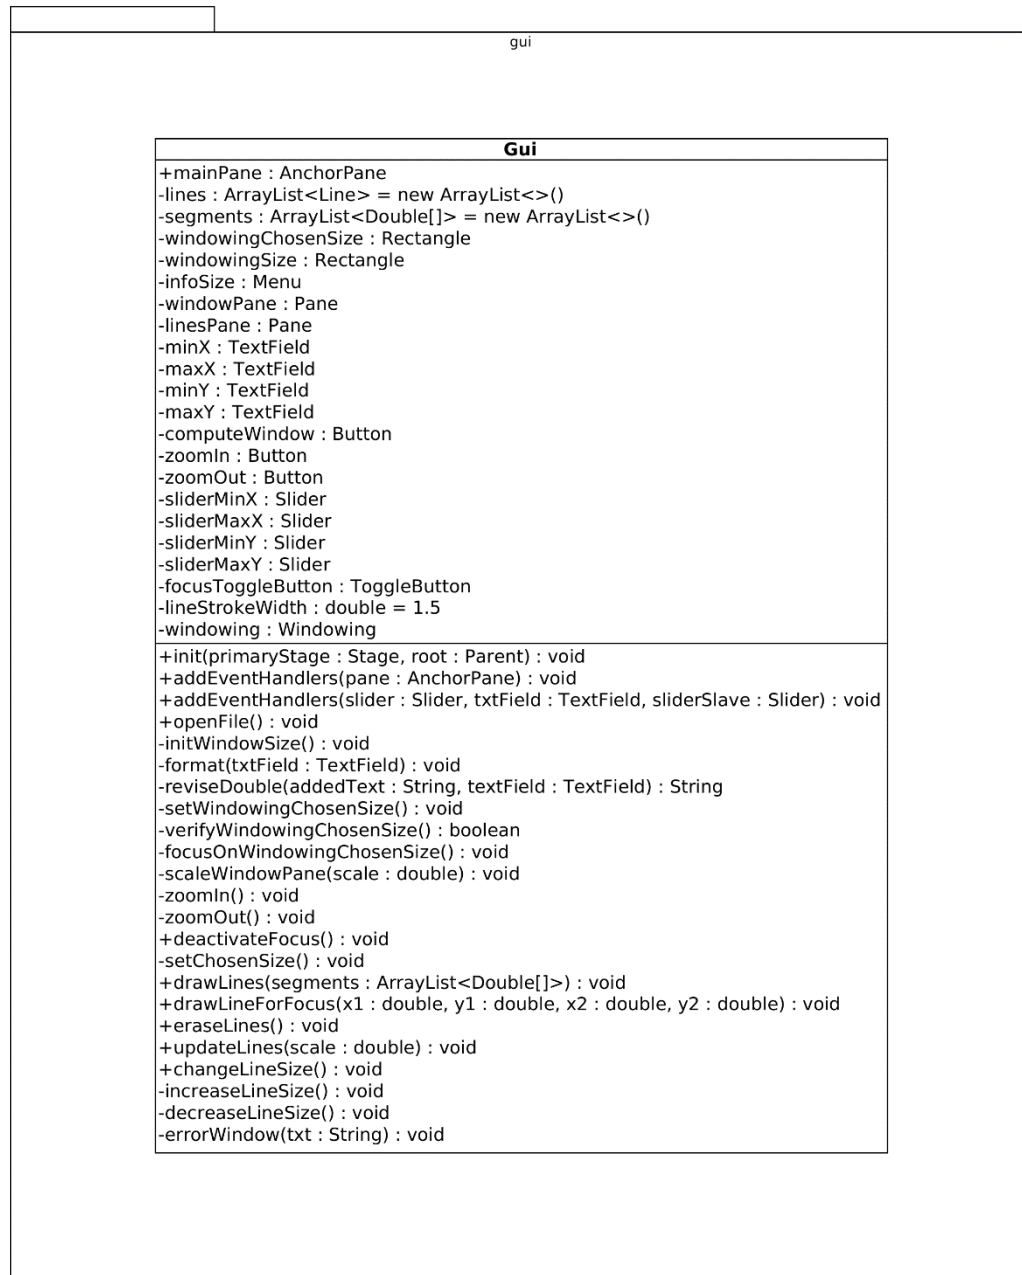 gui
Gui
+mainPane : AnchorPane
-lines : ArrayList<Line> = new ArrayList<>()
-segments : ArrayList<Double[]> = new ArrayList<>()
-windowingChosenSize : Rectangle
-windowingSize : Rectangle
-infoSize : Menu
-windowPane : Pane
-linesPane : Pane
-minX : TextField
-maxX : TextField
-minY : TextField
-maxY : TextField
-computeWindow : Button
-zoomIn : Button
-zoomOut : Button
-sliderMinX : Slider
-sliderMaxX : Slider
-sliderMinY : Slider
-sliderMaxY : Slider
-focusToggleButton : ToggleButton
-lineStrokeWidth : double = 1.5
-windowing : Windowing
+init(primaryStage : Stage, root : Parent) : void
+addEventHandlers(pane : AnchorPane) : void
+addEventHandlers(slider : Slider, txtField : TextField, sliderSlave : Slider) : void
+openFile() : void
-initWindowSize() : void
-format(txtField : TextField) : void
-reviseDouble(addedText : String, textField : TextField) : String
-setWindowingChosenSize() : void
-verifyWindowingChosenSize() : boolean
-focusOnWindowingChosenSize() : void
-scaleWindowPane(scale : double) : void
-zoomIn() : void
-zoomOut() : void
+deactivateFocus() : void
-setChosenSize() : void
+drawLines(segments : ArrayList<Double[]>) : void
+drawLineForFocus(x1 : double, y1 : double, x2 : double, y2 : double) : void
+eraseLines() : void
+updateLines(scale : double) : void
+changeLineSize() : void
-increaseLineSize() : void
-decreaseLineSize() : void
-errorWindow(txt : String) : void